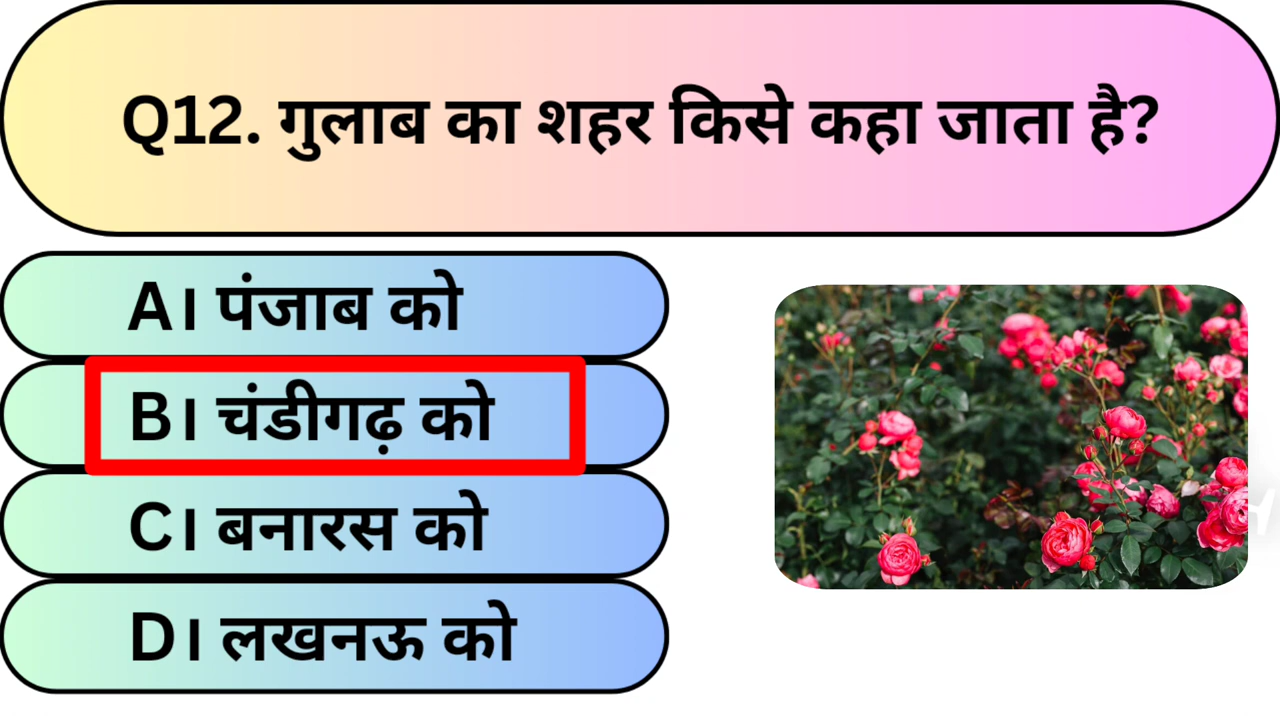 Q12. गुलाब का शहर किसे कहा जाता है?
A। पंजाब को
B। चंडीगढ़ को
C। बनारस को
D। लखनऊ को